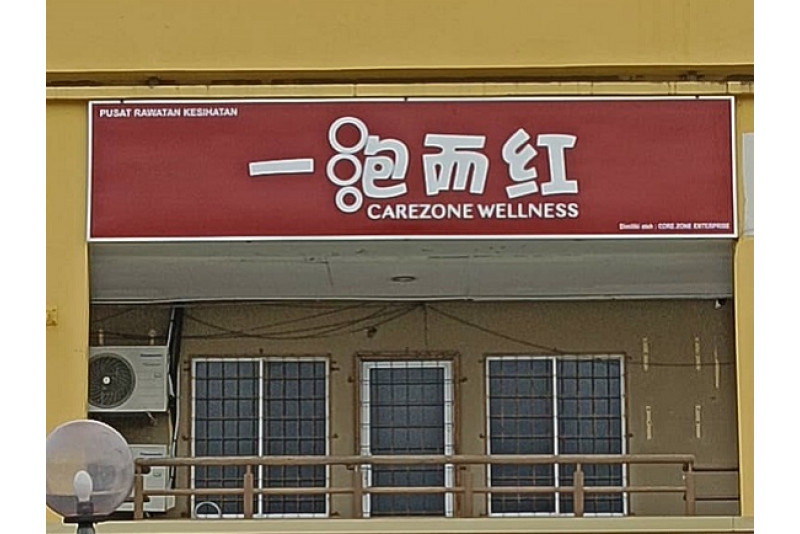 PUSAT RAWATAN KESIHATAN
一泡而红
CAREZONE WELLNESS
Dimiliki oleh : CORE ZONE ENTERPRISE